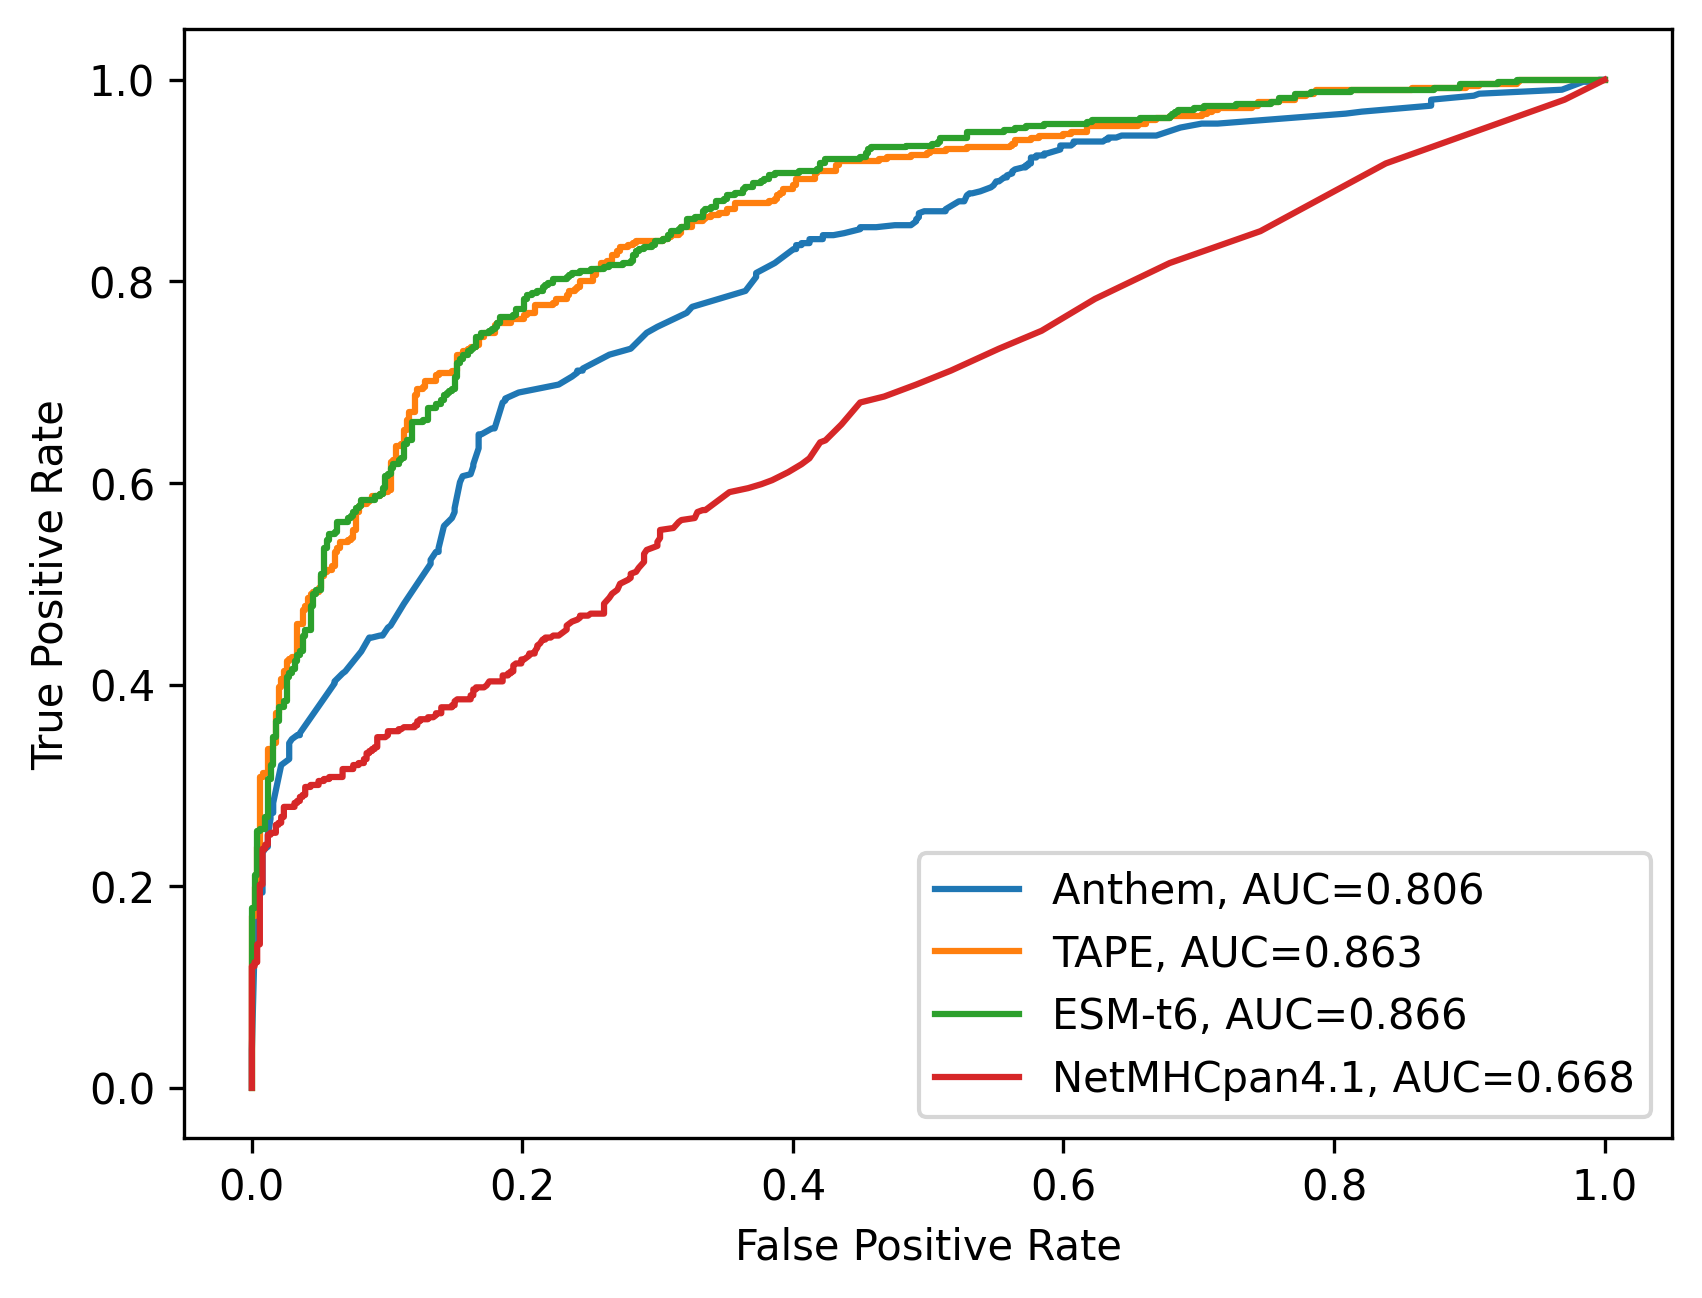 1.0
0.8
0.6
0.4
0.2
0.0
True Positive Rate
Anthem, AUC=0.806
TAPE, AUC=0.863
ESM-t6, AUC=0.866
NetMHCpan4.1, AUC=0.668
0.0 0.2 0.4 0.6 0.8 1.0
False Positive Rate